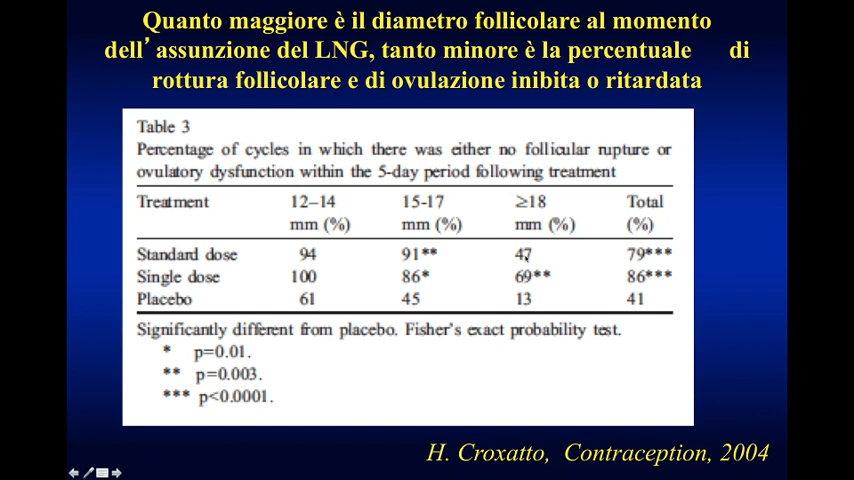 Quanto maggiore è il diametro follicolare al momento
dell’assunzione del LNG, tanto minore è la percentuale di
rottura follicolare e di ovulazione inibita o ritardata
Table 3
Percentage of cycles in which there was either no follicular rupture or
ovulatory dysfunction within the 5-day period following treatment
Treatment 12–14 15-17 ≥18 Total
mm (%) mm (%) mm (%) (%)
Standard dose 94 91** 47 79***
Single dose 100 86* 69** 86***
Placebo 61 45 13 41
Significantly different from placebo. Fisher's exact probability test.
* p=0.01.
** p=0.003.
*** p<0.0001.
H. Croxatto, Contraception, 2004